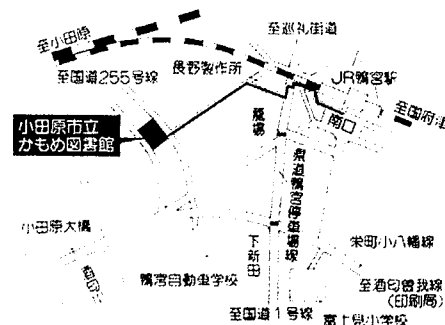 至小田原
至巡礼街道
長野製作所
JR鴨宮駅
至国道255号線
至国府津
南口
小田原市立
かもめ図書館
県道鴨宮停車場線
小田原大橋
下新田
栄町小八幡線
鴨宮自動車学校
至酒匂曽我線
(印刷局)
至国道1号線
富士見小学校